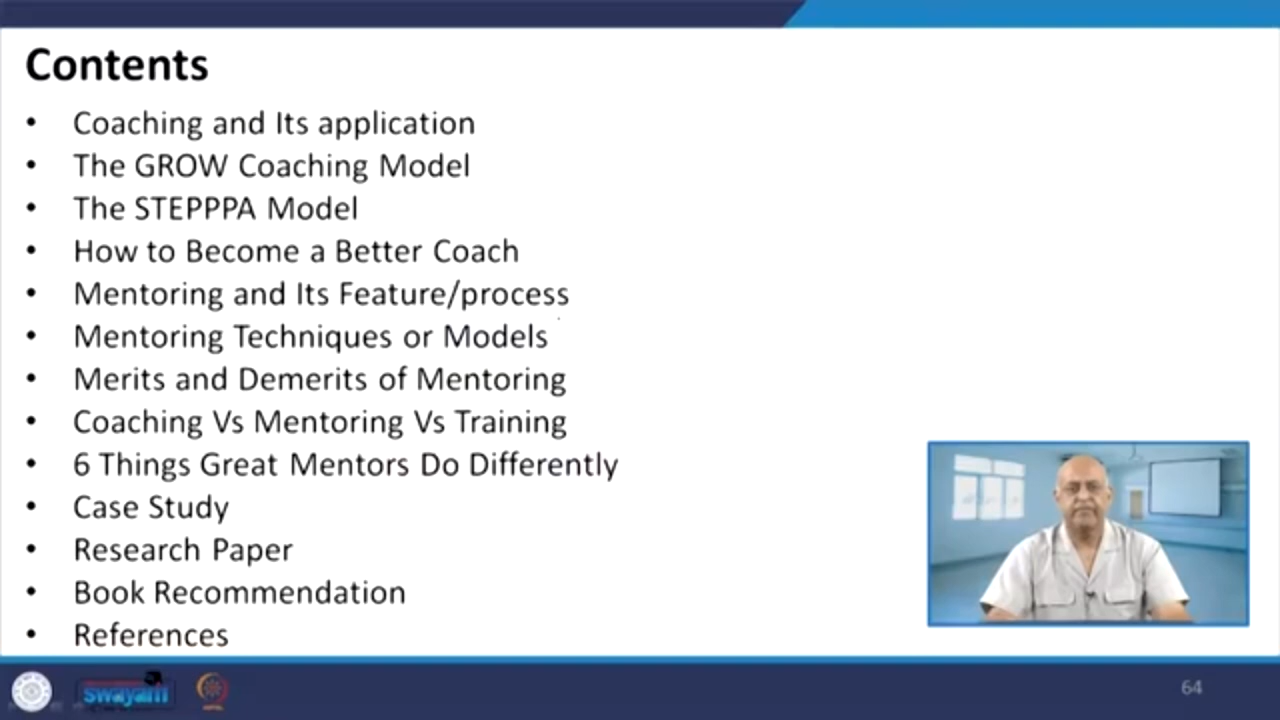 Contents
• Coaching and Its application
• The GROW Coaching Model
• The STEPPPA Model
• How to Become a Better Coach
• Mentoring and Its Feature/process
• Mentoring Techniques or Models
• Merits and Demerits of Mentoring
• Coaching Vs Mentoring Vs Training
• 6 Things Great Mentors Do Differently
• Case Study
• Research Paper
• Book Recommendation
• References
swayam
64